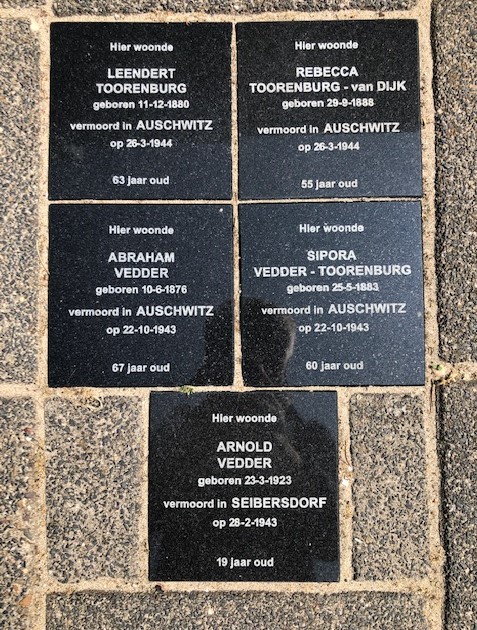 Hier woonde
LEENDERT
TOORENBURG
geboren 11-12-1880
vermoord in AUSCHWITZ
op 26-3-1944
63 jaar oud
Hier woonde
REBECCA
TOORENBURG - van DIJK
geboren 29-9-1888
vermoord in AUSCHWITZ
op 26-3-1944
55 jaar oud
Hier woonde
ABRAHAM
VEDDER
geboren 10-6-1876
vermoord in AUSCHWITZ
op 22-10-1943
67 jaar oud
Hier woonde
SIPORA
VEDDER - TOORENBURG
geboren 25-5-1883
vermoord in AUSCHWITZ
op 22-10-1943
60 jaar oud
Hier woonde
ARNOLD
VEDDER
geboren 23-3-1923
vermoord in SEIBERSDORF
op 28-2-1943
19 jaar oud